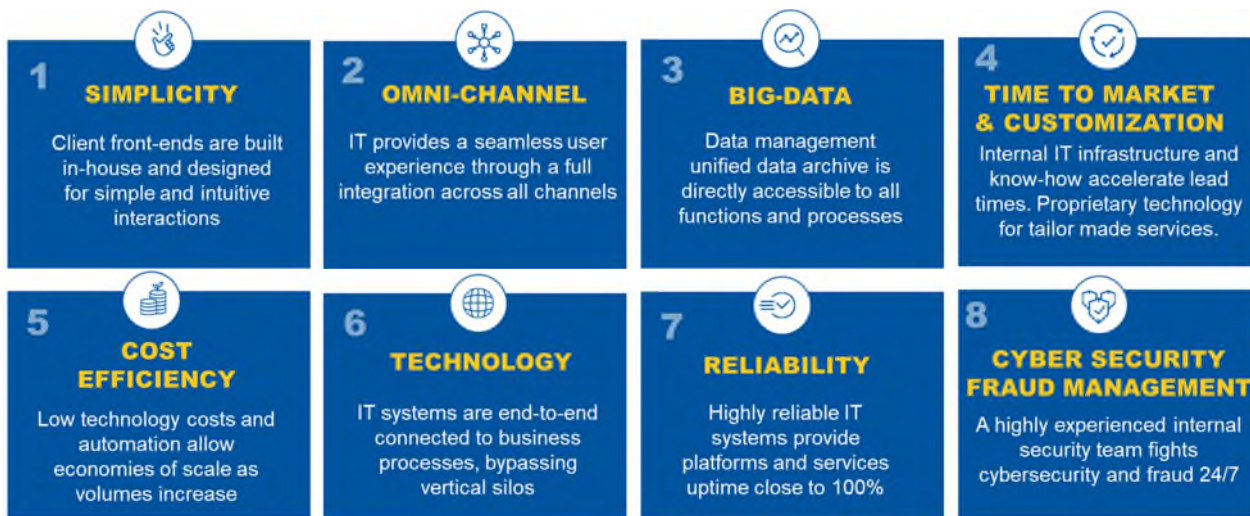 1
SIMPLICITY
Client front-ends are built
in-house and designed
for simple and intuitive
interactions
2
OMNI-CHANNEL
IT provides a seamless user
experience through a full
integration across all channels
3
BIG-DATA
Data management
unified data archive is
directly accessible to all
functions and processes
4
TIME TO MARKET
& CUSTOMIZATION
Internal IT infrastructure and
know-how accelerate lead
times. Proprietary technology
for tailor made services.
5
COST
EFFICIENCY
Low technology costs and
automation allow
economies of scale as
volumes increase
6
TECHNOLOGY
IT systems are end-to-end
connected to business
processes, bypassing
vertical silos
7
RELIABILITY
Highly reliable IT
systems provide
platforms and services
uptime close to 100%
8
CYBER SECURITY
FRAUD MANAGEMENT
A highly experienced internal
security team fights
cybersecurity and fraud 24/7